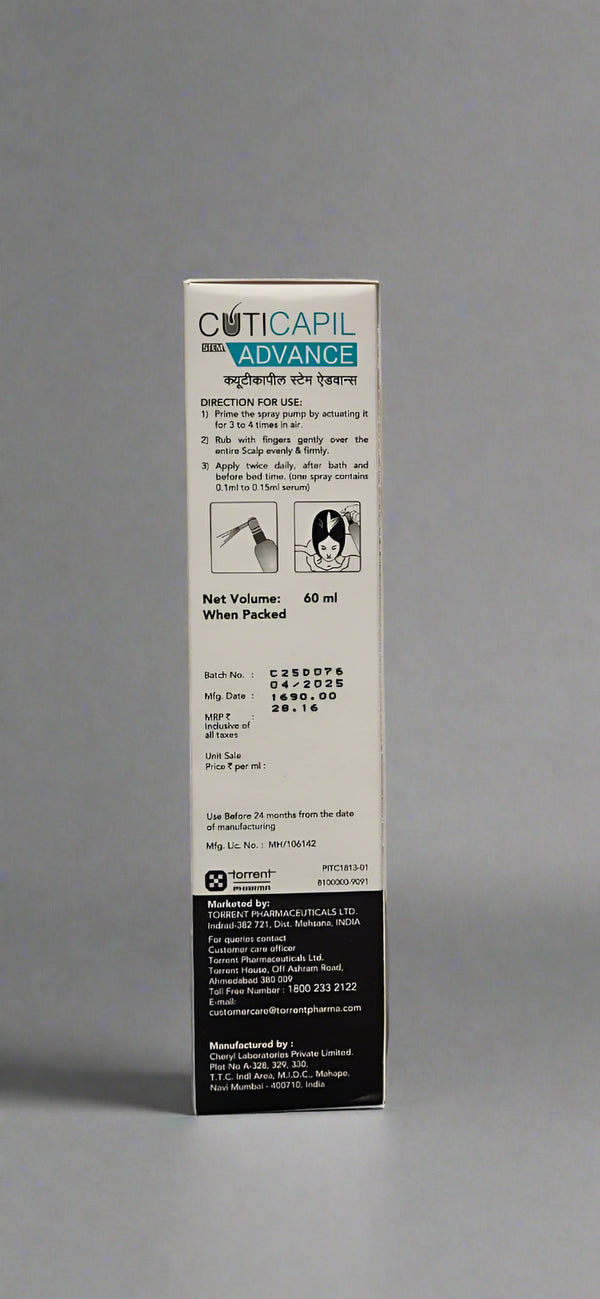 CUTICAPIL
STEM ADVANCE
क्यूटीकापील स्टेम ऐडवान्स
DIRECTION FOR USE:
1) Prime the spray pump by actuating it
for 3 to 4 times in air.
2) Rub with fingers gently over the
entire Scalp evenly & firmly.
3) Apply twice daily, after bath and
before bed time. (one spray contains
0.1ml to 0.15ml serum)
Net Volume: 60 ml
When Packed
Batch No. : C25D076
04/2025
Mfg. Date : 1690.00
28.16
MRP ₹ :
Inclusive of
all taxes
Unit Sale
Price ₹ per ml :
Use Before 24 months from the date
of manufacturing
Mfg. Lic. No. : MH/106142
torrent PITC1813-01
PHARMA 8100000-9091
Marketed by:
TORRENT PHARMACEUTICALS LTD.
Indrad-382 721, Dist. Mehsana, INDIA
For queries contact
Customer care officer
Torrent Pharmaceuticals Ltd.
Torrent House, Off Ashram Road,
Ahmedabad 380 009
Toll Free Number : 1800 233 2122
E-mail:
customercare@torrentpharma.com
Manufactured by :
Cheryl Laboratories Private Limited.
Plot No A-328, 329, 330,
T.T.C. Indl Area, M.I.D.C., Mahape,
Navi Mumbai - 400710, India